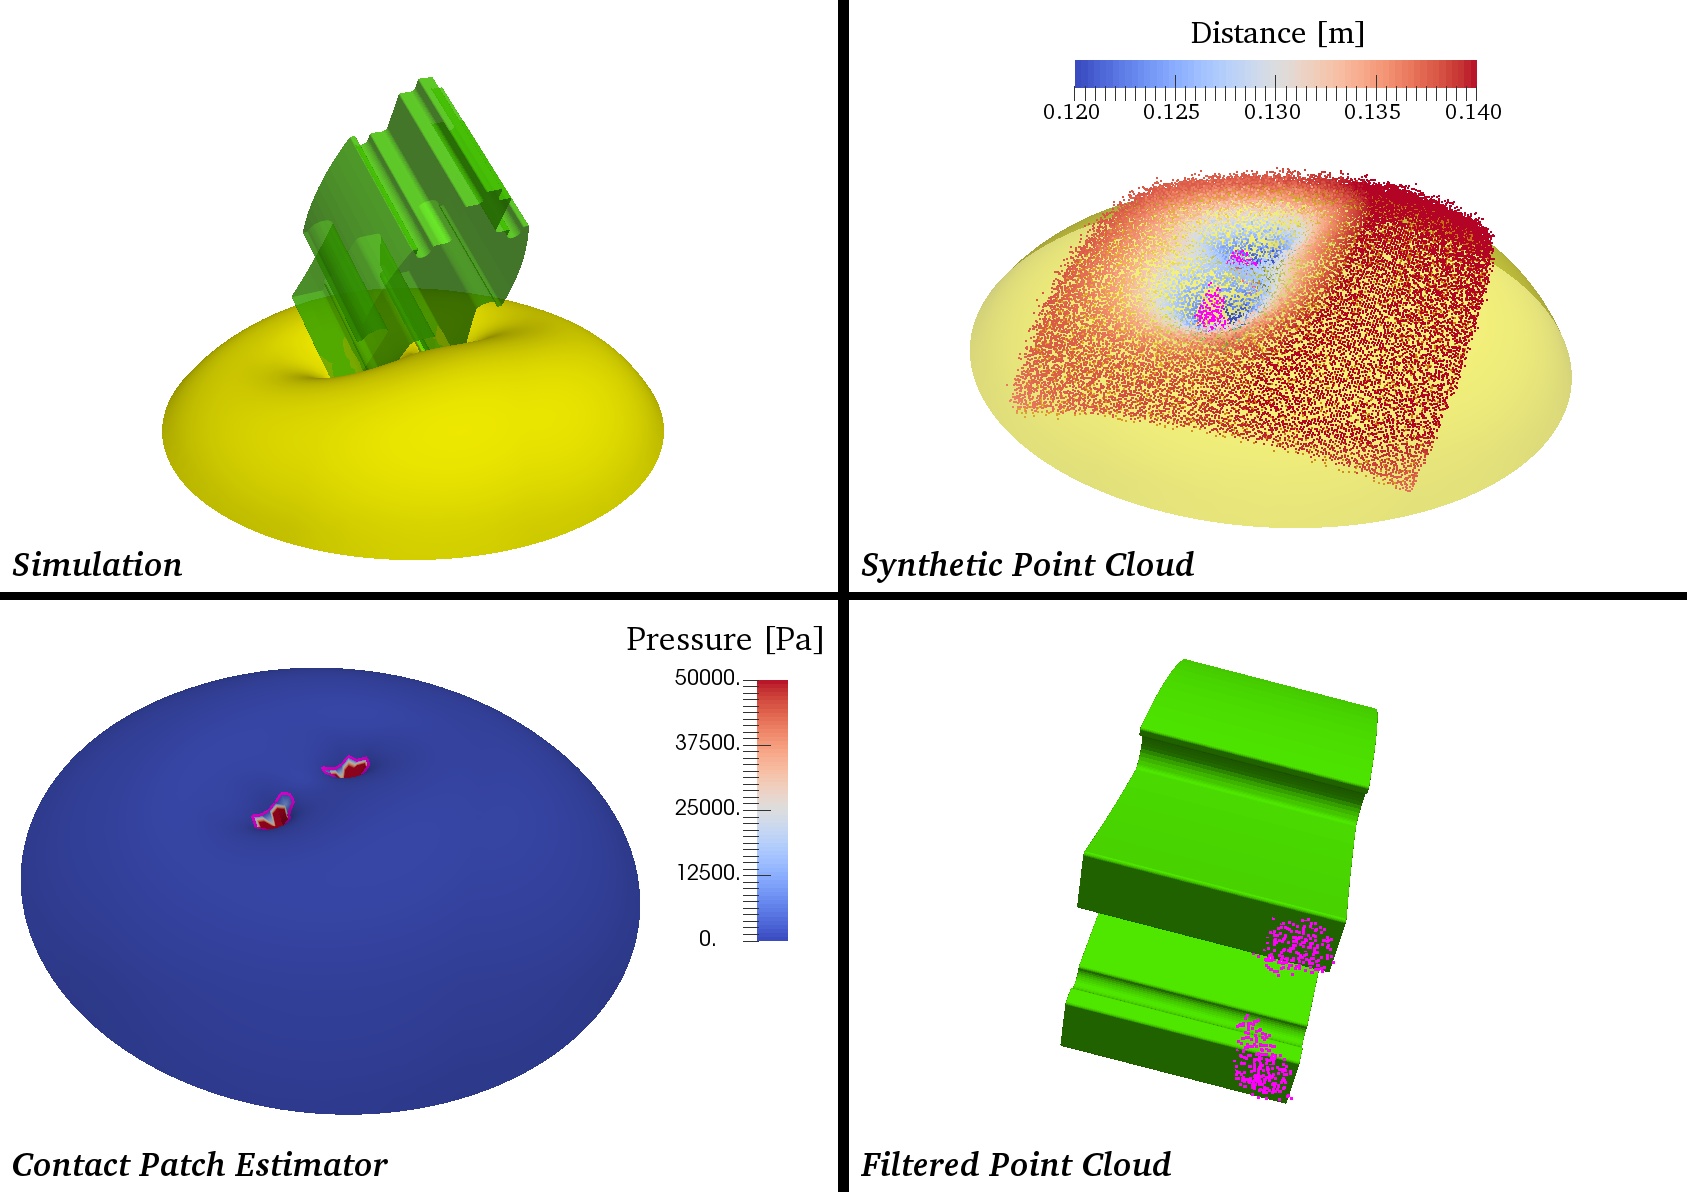 Distance [m]
0.120 0.125 0.130 0.135 0.140
Simulation
Synthetic Point Cloud
Pressure [Pa]
50000.
37500.
25000.
12500.
0.
Contact Patch Estimator
Filtered Point Cloud